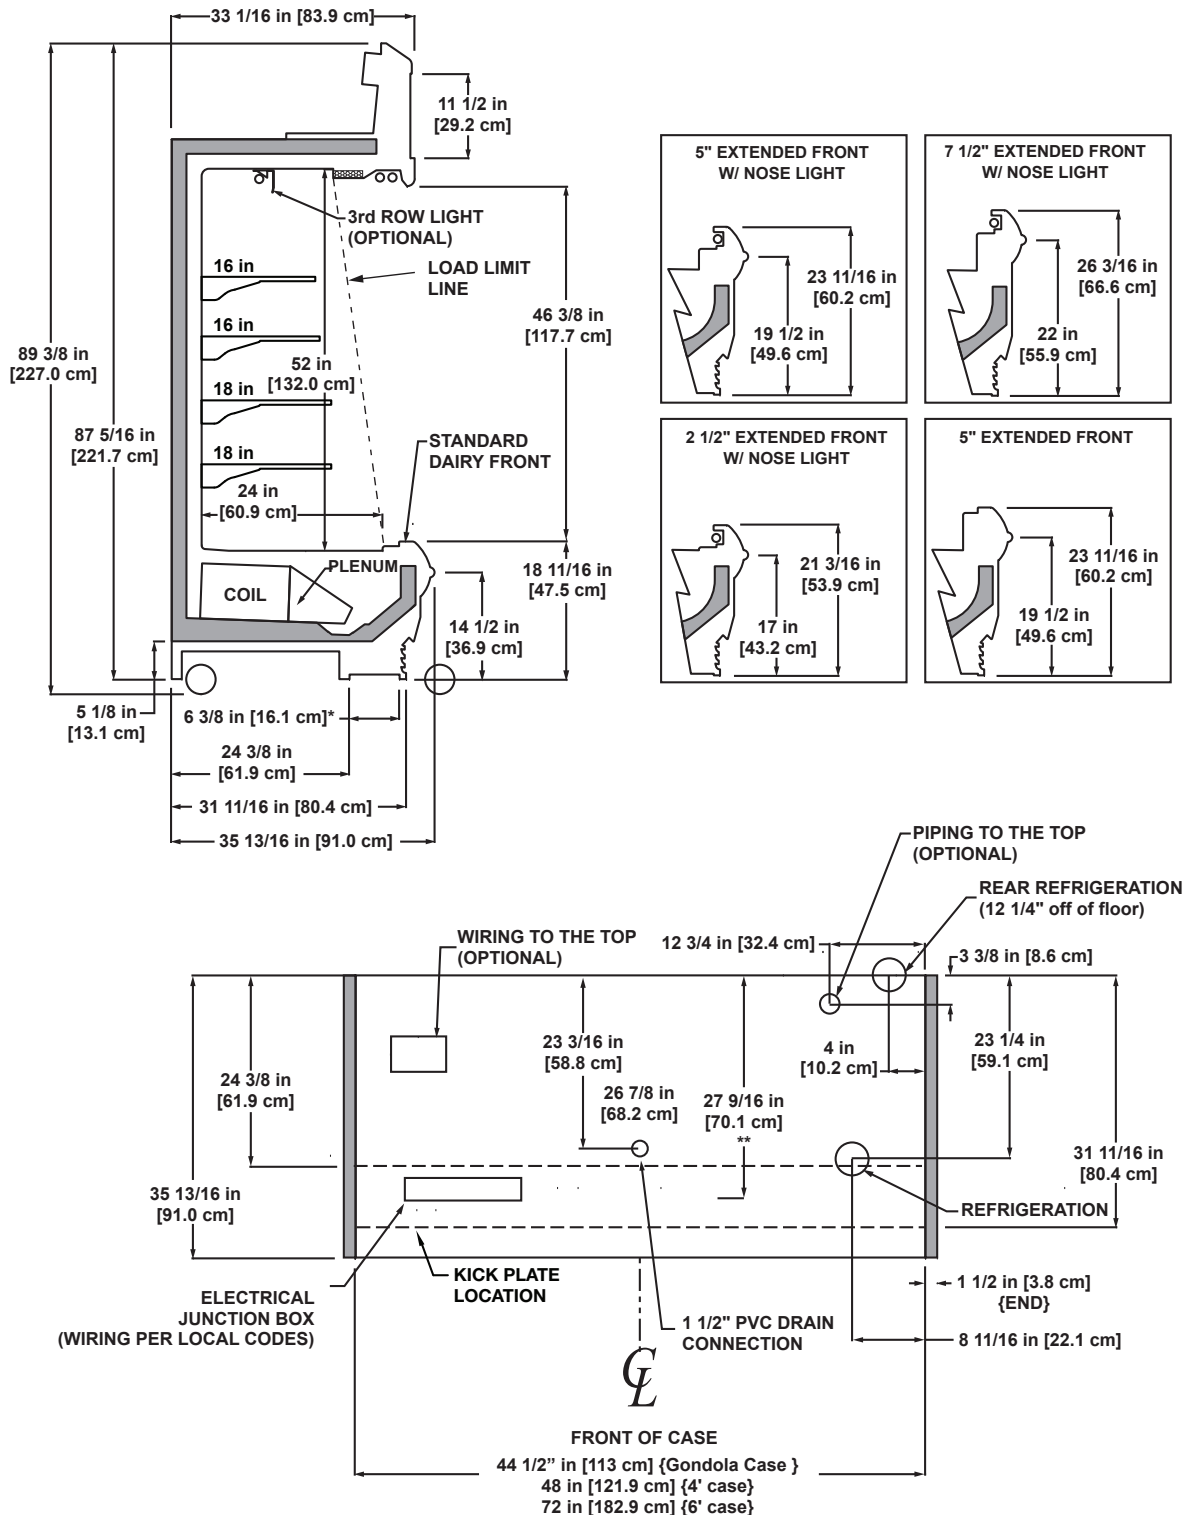 33 1/16 in [83.9 cm]
11 1/2 in
[29.2 cm]
3rd ROW LIGHT
(OPTIONAL)
LOAD LIMIT
LINE
16 in
16 in
18 in
18 in
52 in
[132.0 cm]
46 3/8 in
[117.7 cm]
89 3/8 in
[227.0 cm]
87 5/16 in
[221.7 cm]
STANDARD
DAIRY FRONT
24 in
[60.9 cm]
PLENUM
COIL
18 11/16 in
[47.5 cm]
14 1/2 in
[36.9 cm]
5 1/8 in
[13.1 cm]
6 3/8 in [16.1 cm]*
24 3/8 in
[61.9 cm]
31 11/16 in [80.4 cm]
35 13/16 in [91.0 cm]
5" EXTENDED FRONT
W/ NOSE LIGHT
23 11/16 in
[60.2 cm]
19 1/2 in
[49.6 cm]
7 1/2" EXTENDED FRONT
W/ NOSE LIGHT
26 3/16 in
[66.6 cm]
22 in
[55.9 cm]
2 1/2" EXTENDED FRONT
W/ NOSE LIGHT
21 3/16 in
[53.9 cm]
17 in
[43.2 cm]
5" EXTENDED FRONT
23 11/16 in
[60.2 cm]
19 1/2 in
[49.6 cm]
PIPING TO THE TOP
(OPTIONAL)
REAR REFRIGERATION
(12 1/4" off of floor)
WIRING TO THE TOP
(OPTIONAL)
12 3/4 in [32.4 cm]
3 3/8 in [8.6 cm]
23 3/16 in
[58.8 cm]
4 in
[10.2 cm]
23 1/4 in
[59.1 cm]
24 3/8 in
[61.9 cm]
26 7/8 in
[68.2 cm]
27 9/16 in
[70.1 cm]
**
31 11/16 in
[80.4 cm]
35 13/16 in
[91.0 cm]
REFRIGERATION
KICK PLATE
LOCATION
1 1/2 in [3.8 cm]
{END}
ELECTRICAL
JUNCTION BOX
(WIRING PER LOCAL CODES)
1 1/2" PVC DRAIN
CONNECTION
8 11/16 in [22.1 cm]
CL
FRONT OF CASE
44 1/2” in [113 cm] {Gondola Case }
48 in [121.9 cm] {4' case}
72 in [182.9 cm] {6' case}